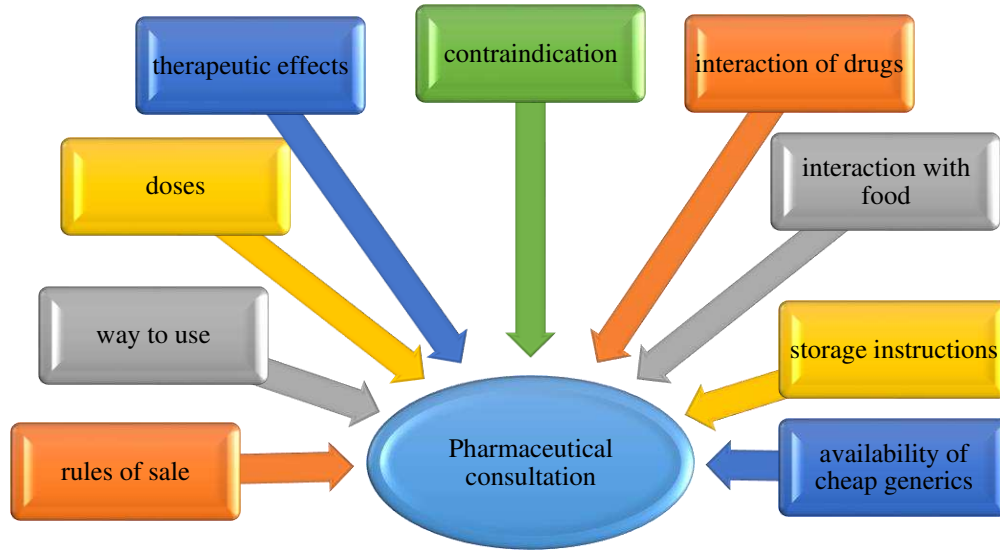 therapeutic effects
contraindication
interaction of drugs
doses
interaction with
food
way to use
storage instructions
rules of sale
Pharmaceutical
consultation
availability of
cheap generics